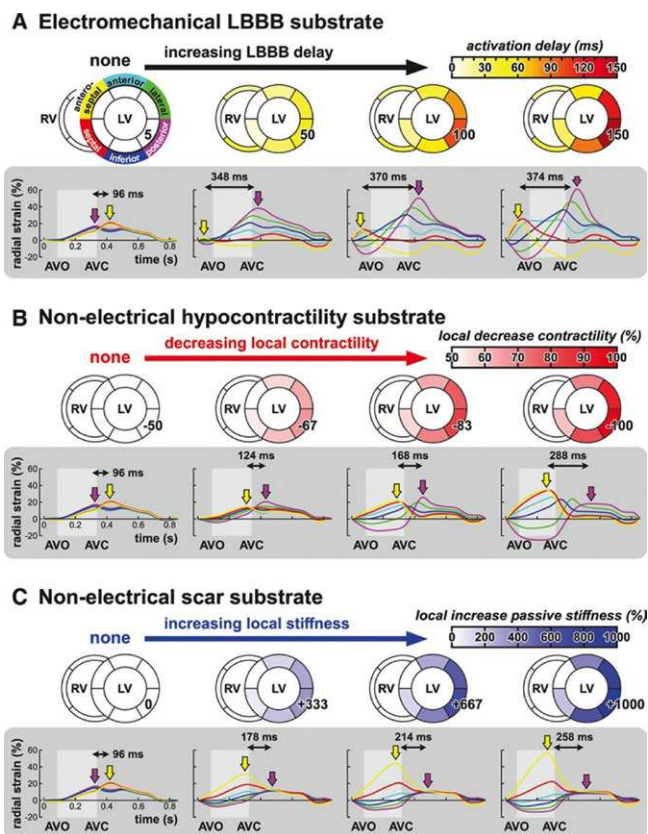 A Electromechanical LBBB substrate
none
increasing LBBB delay
activation delay (ms)
0 30 60 90 120 150
antero-septal
anterior
lateral
posterior
inferior
septal
RV
LV
5
LV
50
LV
100
LV
150
radial strain (%)
60
40
20
0
-20
96 ms
348 ms
370 ms
374 ms
0 0.2 0.4 0.6 0.8
time (s)
AVO AVC
AVO AVC
AVO AVC
AVO AVC
B Non-electrical hypocontractility substrate
none
decreasing local contractility
local decrease contractility (%)
50 60 70 80 90 100
RV LV
-50
RV LV
-67
RV LV
-83
RV LV
-100
radial strain (%)
60
40
20
0
-20
96 ms
124 ms
168 ms
288 ms
0 0.2 0.4 0.6 0.8
time (s)
AVO AVC
AVO AVC
AVO AVC
AVO AVC
C Non-electrical scar substrate
none
increasing local stiffness
local increase passive stiffness (%)
0 200 400 600 800 1000
RV LV
0
RV LV
+333
RV LV
+667
RV LV
+1000
radial strain (%)
60
40
20
0
-20
96 ms
178 ms
214 ms
258 ms
0 0.2 0.4 0.6 0.8
time (s)
AVO AVC
AVO AVC
AVO AVC
AVO AVC